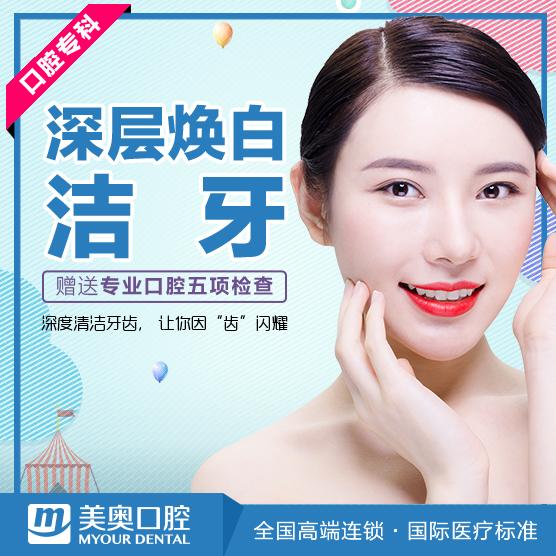 口腔专科
深层焕白
洁牙
赠送专业口腔五项检查
深度清洁牙齿，让你因“齿”闪耀
m 美奥口腔
MYOUR DENTAL
全国高端连锁·国际医疗标准